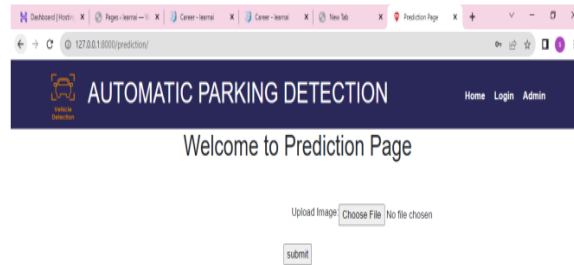 Dashboard | Hostin
Pages ‹ learnai — W
Career - learnai
Career - learnai
New Tab
Prediction Page
127.0.0.1:8000/prediction/
Vehicle
Detection
AUTOMATIC PARKING DETECTION
Home Login Admin
Welcome to Prediction Page
Upload Image: Choose File No file chosen
submit